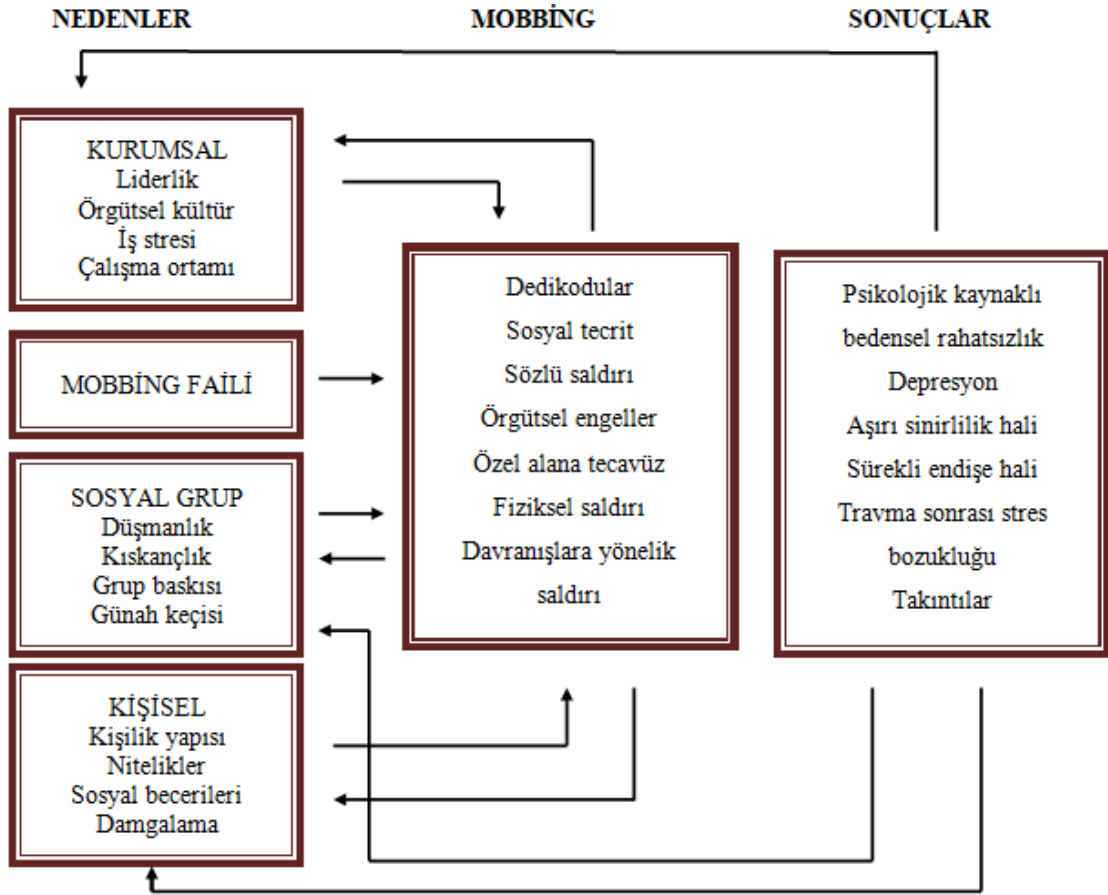 NEDENLER
MOBBİNG
SONUÇLAR
KURUMSAL
Liderlik
Örgütsel kültür
İş stresi
Çalışma ortamı
MOBBİNG FAİLİ
SOSYAL GRUP
Düşmanlık
Kıskançlık
Grup baskısı
Günah keçisi
KİŞİSEL
Kişilik yapısı
Nitelikler
Sosyal becerileri
Damgalama
Dedikodular
Sosyal tecrit
Sözlü saldırı
Örgütsel engeller
Özel alana tecavüz
Fiziksel saldırı
Davranışlara yönelik
saldırı
Psikolojik kaynaklı
bedensel rahatsızlık
Depresyon
Aşırı sinirlilik hali
Sürekli endişe hali
Travma sonrası stres
bozukluğu
Takıntılar